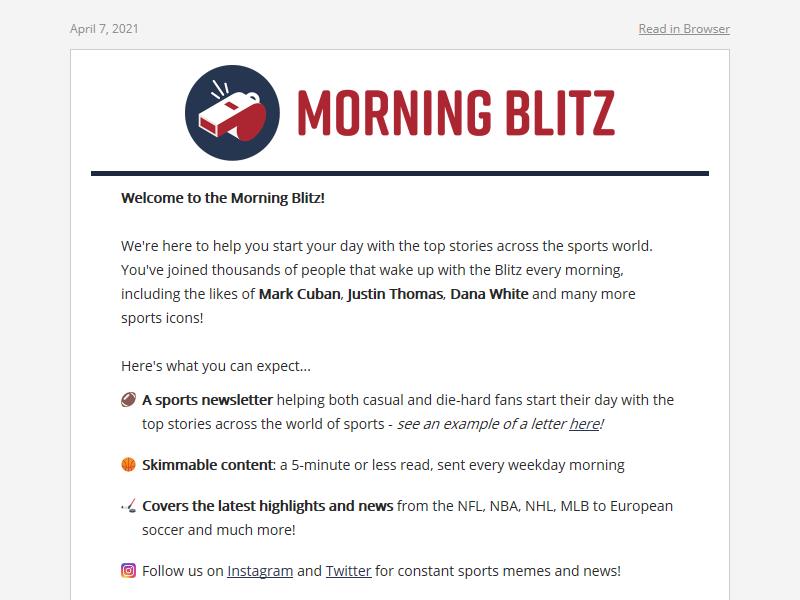 April 7, 2021
Read in Browser
MORNING BLITZ
Welcome to the Morning Blitz!
We're here to help you start your day with the top stories across the sports world.
You've joined thousands of people that wake up with the Blitz every morning,
including the likes of Mark Cuban, Justin Thomas, Dana White and many more
sports icons!
Here's what you can expect...
A sports newsletter helping both casual and die-hard fans start their day with the
top stories across the world of sports - see an example of a letter here!
Skimmable content: a 5-minute or less read, sent every weekday morning
Covers the latest highlights and news from the NFL, NBA, NHL, MLB to European
soccer and much more!
Follow us on Instagram and Twitter for constant sports memes and news!